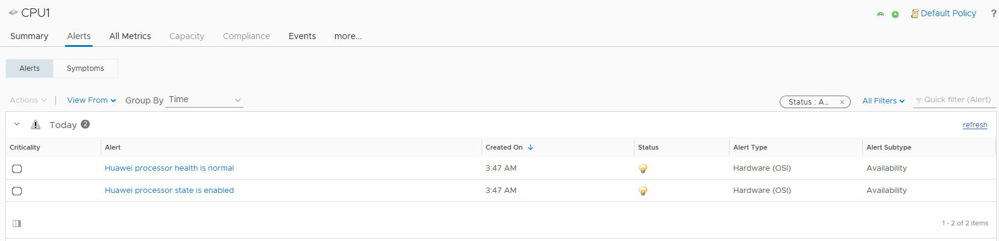 CPU1
Default Policy ?
Summary Alerts All Metrics Capacity Compliance Events more...
Alerts Symptoms
Actions View From Group By Time Status : A... × All Filters Quick filter (Alert)
Today 2 refresh
Criticality Alert Created On Status Alert Type Alert Subtype
Huawei processor health is normal 3:47 AM Hardware (OSI) Availability
Huawei processor state is enabled 3:47 AM Hardware (OSI) Availability
1 - 2 of 2 items